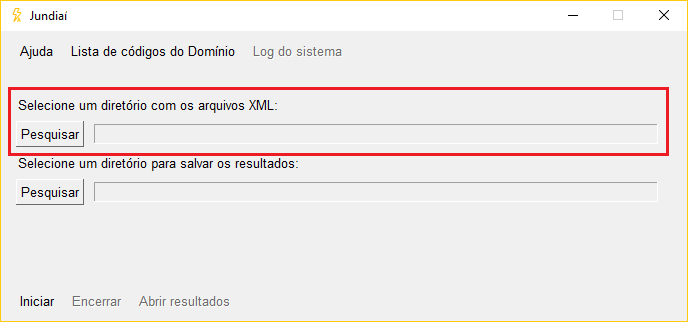 Jundiaí
Ajuda Lista de códigos do Domínio Log do sistema
Selecione um diretório com os arquivos XML:
Pesquisar
Selecione um diretório para salvar os resultados:
Pesquisar
Iniciar Encerrar Abrir resultados